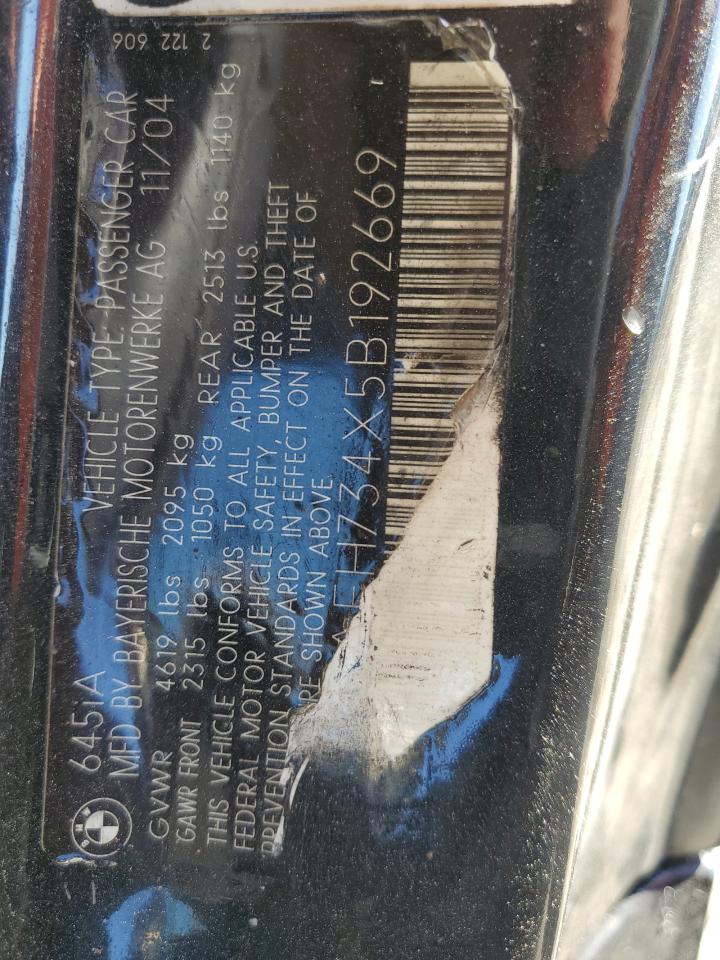 2 122 606
645iA VEHICLE TYPE: PASSENGER CAR
MFD BY BAYERISCHE MOTORENWERKE AG 11/04
GVWR 4619 lbs 2095 kg
GAWR FRONT 2315 lbs 1050 kg REAR 2513 lbs 1140 kg
THIS VEHICLE CONFORMS TO ALL APPLICABLE U.S.
FEDERAL MOTOR VEHICLE SAFETY, BUMPER AND THEFT
PREVENTION STANDARDS IN EFFECT ON THE DATE OF
RE SHOWN ABOVE.
EH734X5B192669